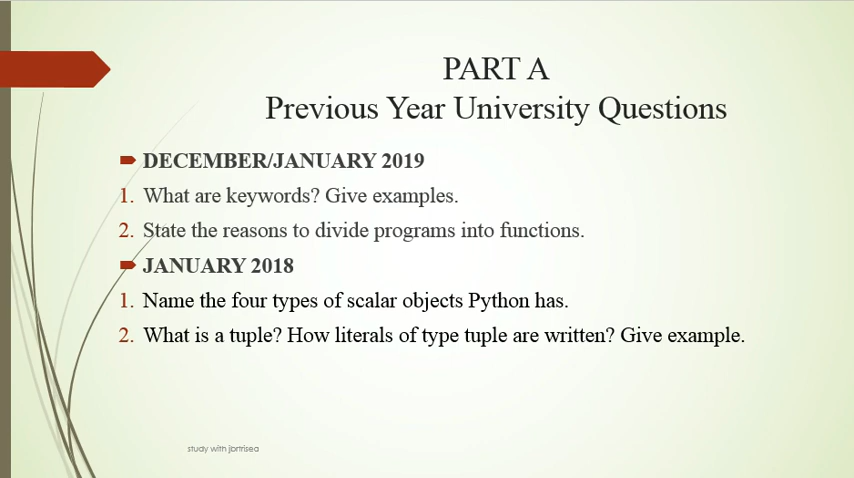 PART A
Previous Year University Questions
DECEMBER/JANUARY 2019
1. What are keywords? Give examples.
2. State the reasons to divide programs into functions.
JANUARY 2018
1. Name the four types of scalar objects Python has.
2. What is a tuple? How literals of type tuple are written? Give example.
study with jbrtrisea